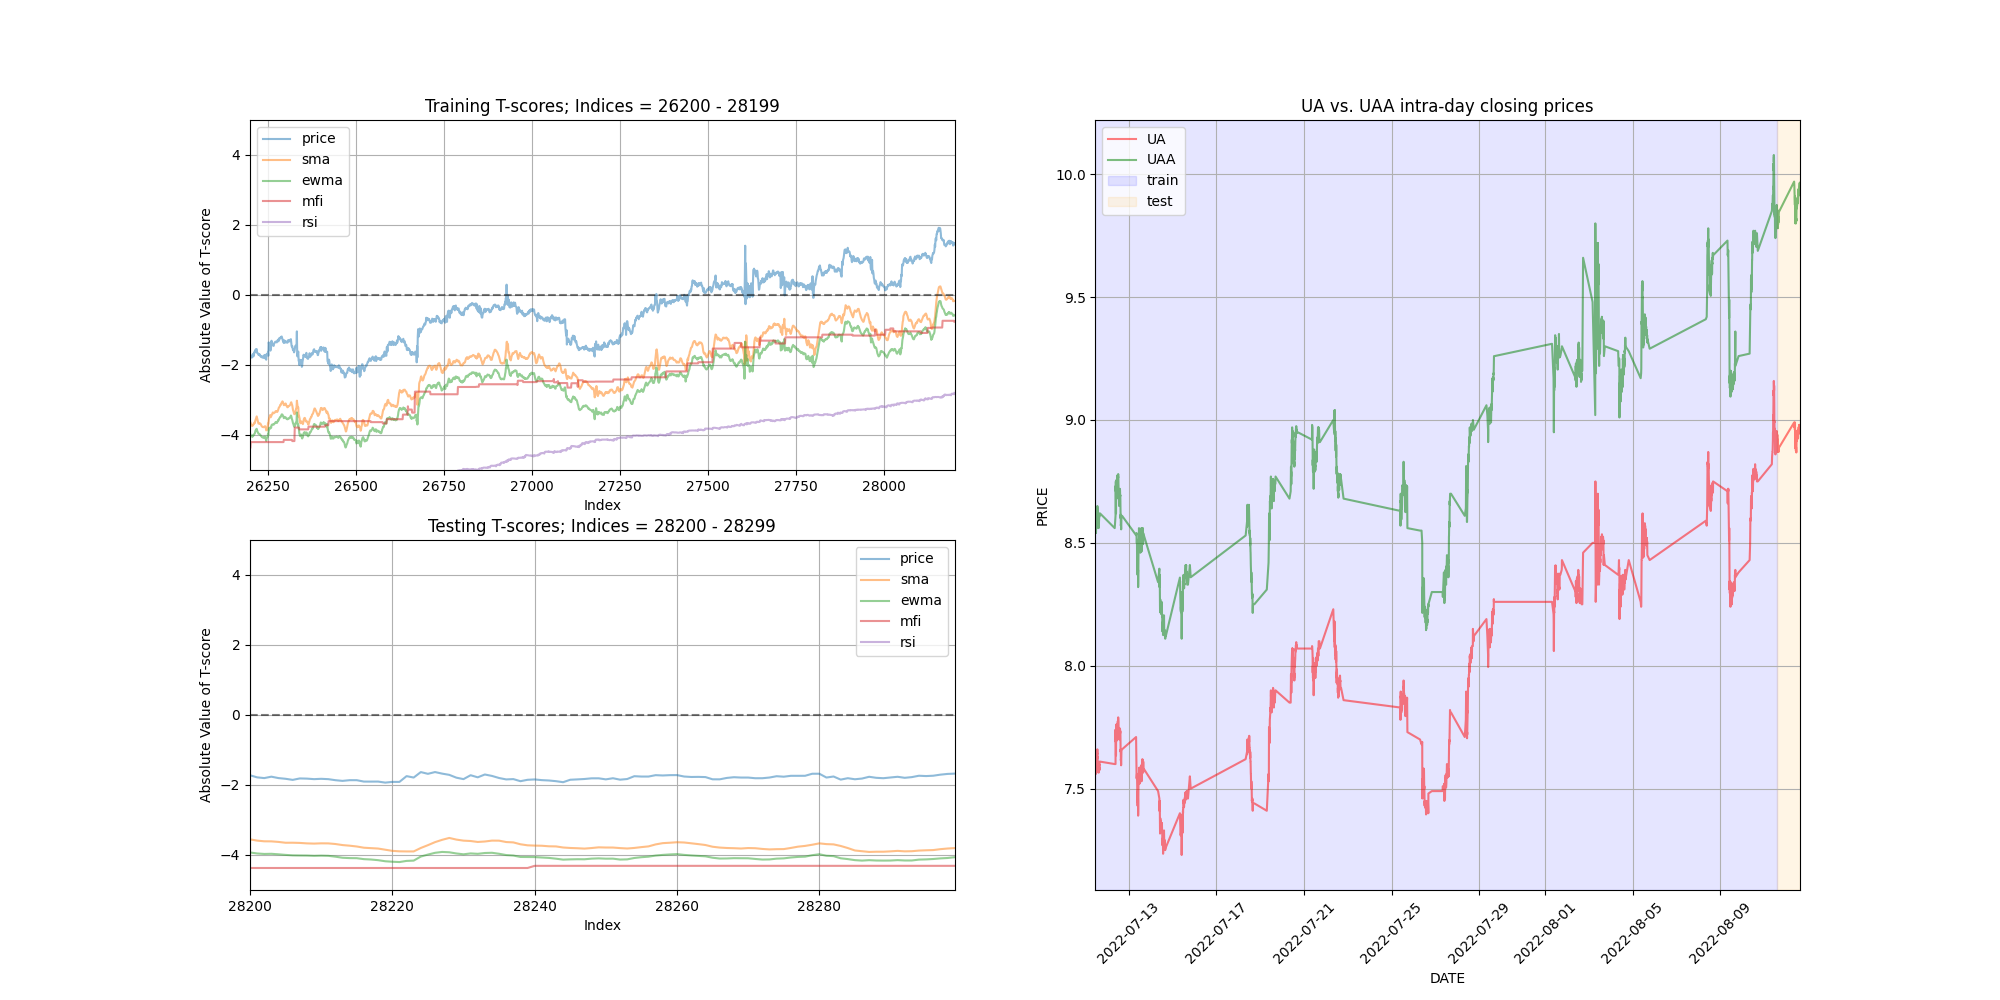 Training T-scores; Indices = 26200 - 28199
Absolute Value of T-score
4
2
0
−2
−4
price
sma
ewma
mfi
rsi
26250 26500 26750 27000 27250 27500 27750 28000
Index
Testing T-scores; Indices = 28200 - 28299
Absolute Value of T-score
4
2
0
−2
−4
price
sma
ewma
mfi
rsi
28200 28220 28240 28260 28280
Index
UA vs. UAA intra-day closing prices
PRICE
10.0
9.5
9.0
8.5
8.0
7.5
UA
UAA
train
test
2022-07-13 2022-07-17 2022-07-21 2022-07-25 2022-07-29 2022-08-01 2022-08-05 2022-08-09
DATE